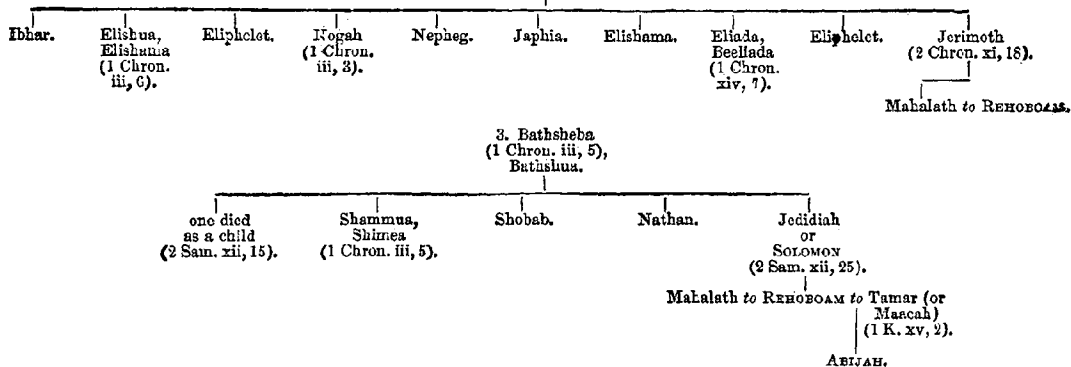 Ibhar.
Elishua,
Elishama
(1 Chron.
iii, 6).
Eliphelet.
Nogah
(1 Chron.
iii, 3).
Nepheg.
Japhia.
Elishama.
Eliada,
Beeliada
(1 Chron.
xiv, 7).
Eliphelet.
Jerimoth
(2 Chron. xi, 18).
Mahalath to REHOBOAM.
3. Bathsheba
(1 Chron. iii, 5),
Bathshua.
one died
as a child
(2 Sam. xii, 15).
Shammua,
Shimea
(1 Chron. iii, 5).
Shobab.
Nathan.
Jedidiah
or
SOLOMON
(2 Sam. xii, 25).
Mahalath to REHOBOAM to Tamar (or
Maacah)
(1 K. xv, 2).
ABIJAH.